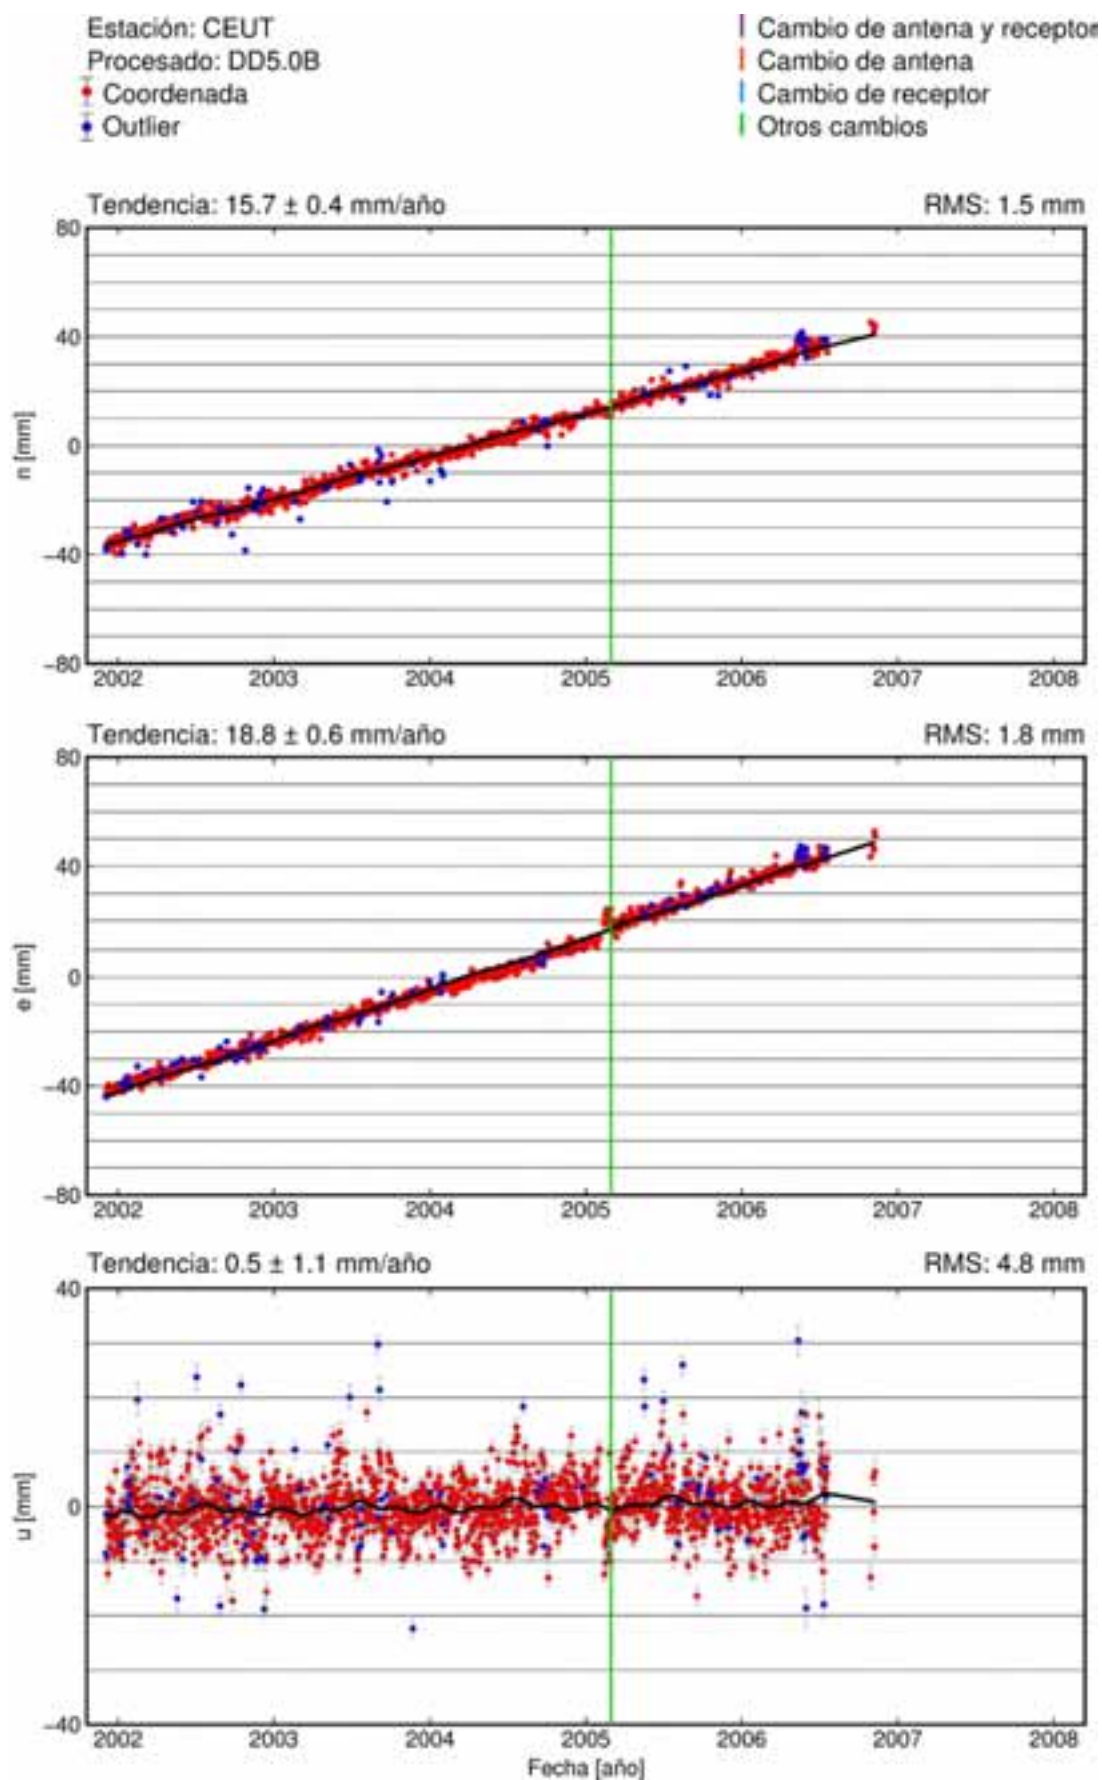 Estación: CEUT
Procesado: DD5.0B
Coordenada
Outlier
Cambio de antena y receptor
Cambio de antena
Cambio de receptor
Otros cambios
Tendencia: 15.7 ± 0.4 mm/año
RMS: 1.5 mm
80
40
0
−40
−80
n [mm]
2002 2003 2004 2005 2006 2007 2008
Tendencia: 18.8 ± 0.6 mm/año
RMS: 1.8 mm
80
40
0
−40
−80
e [mm]
2002 2003 2004 2005 2006 2007 2008
Tendencia: 0.5 ± 1.1 mm/año
RMS: 4.8 mm
40
20
0
−20
−40
u [mm]
2002 2003 2004 2005 2006 2007 2008
Fecha [año]